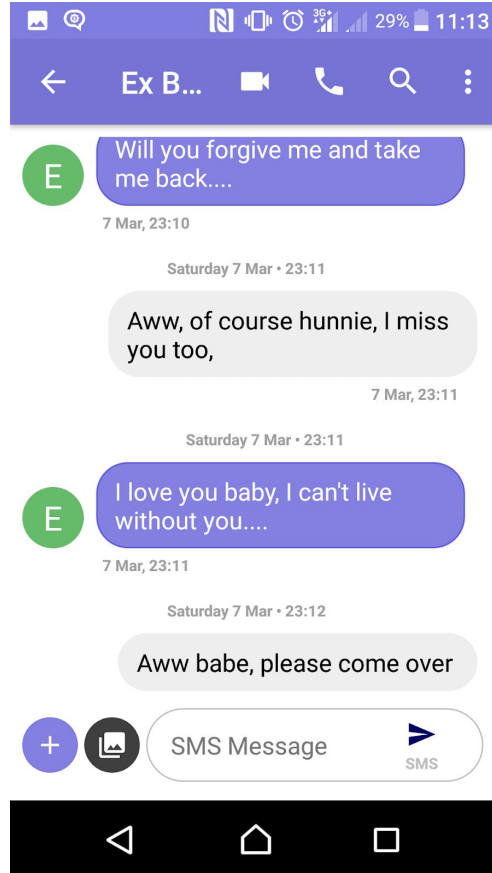 3G+
29% 11:13
Ex B...
Will you forgive me and take
me back....
E
7 Mar, 23:10
Saturday 7 Mar • 23:11
Aww, of course hunnie, I miss
you too,
7 Mar, 23:11
Saturday 7 Mar • 23:11
I love you baby, I can't live
without you....
E
7 Mar, 23:11
Saturday 7 Mar • 23:12
Aww babe, please come over
SMS Message
SMS